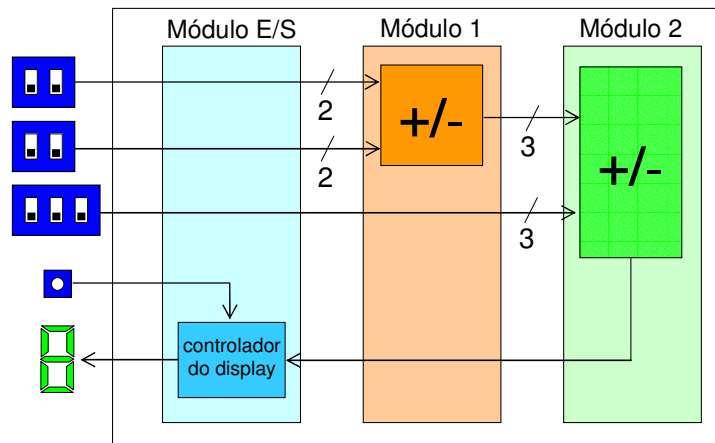 Módulo E/S
Módulo 1
Módulo 2
2
+/-
3
2
+/-
3
controlador
do display